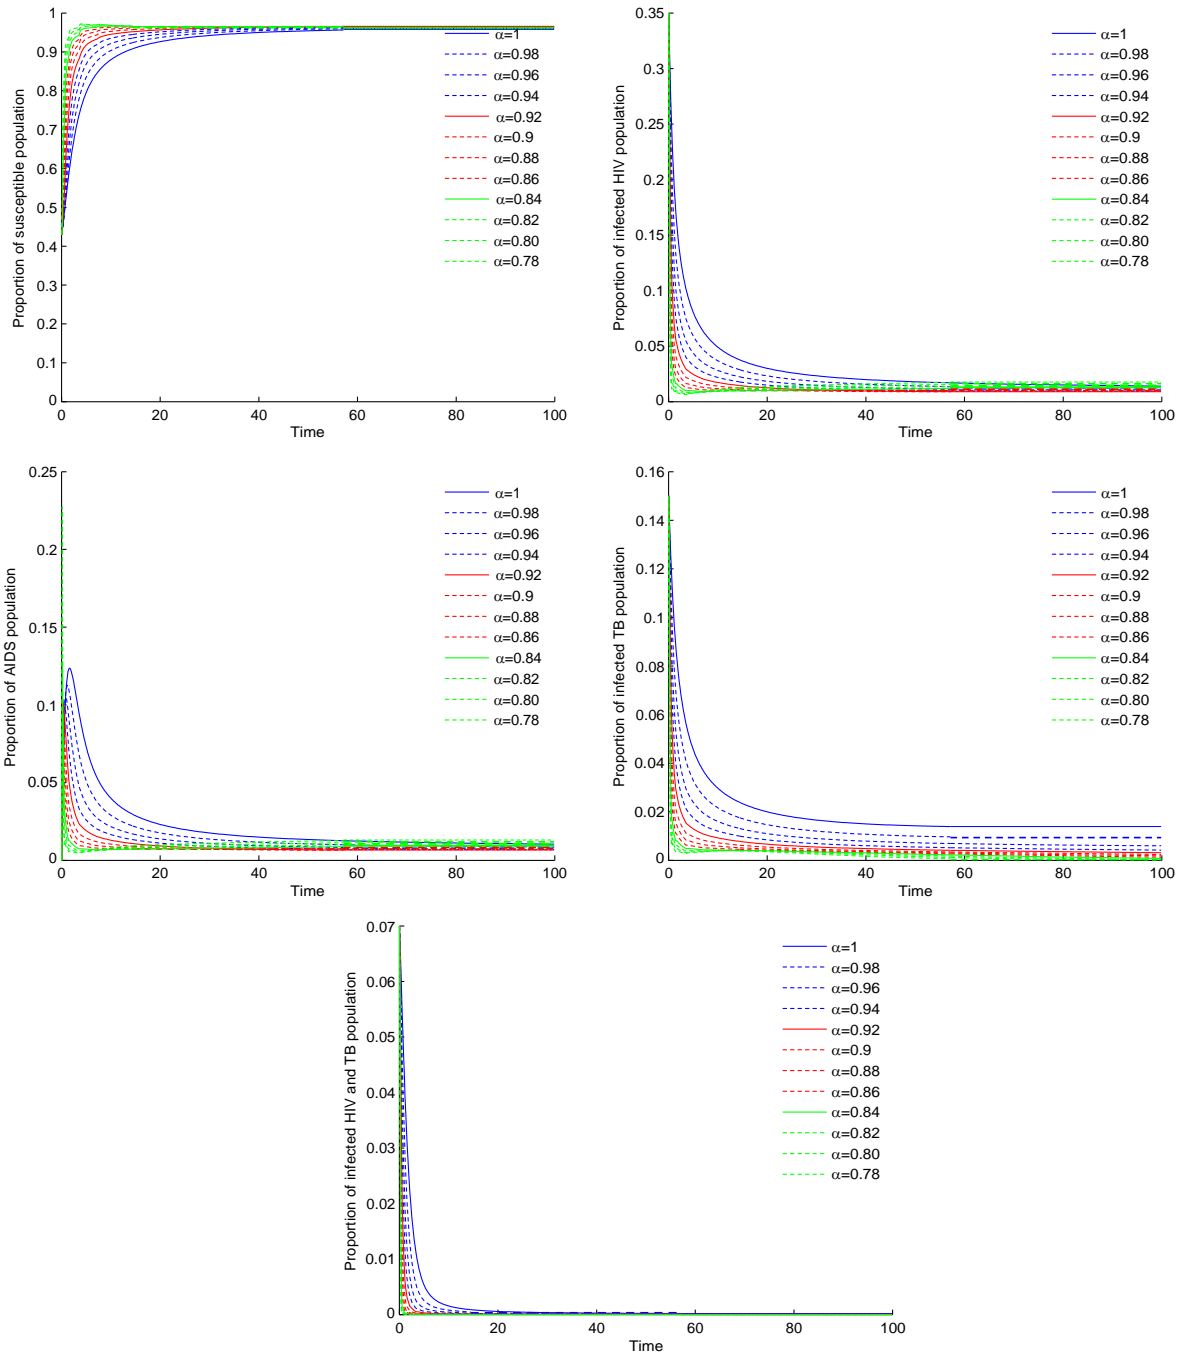 Proportion of susceptible population
1
0.9
0.8
0.7
0.6
0.5
0.4
0.3
0.2
0.1
0
0 20 40 60 80 100
Time
α=1
α=0.98
α=0.96
α=0.94
α=0.92
α=0.9
α=0.88
α=0.86
α=0.84
α=0.82
α=0.80
α=0.78
Proportion of infected HIV population
0.35
0.3
0.25
0.2
0.15
0.1
0.05
0
0 20 40 60 80 100
Time
α=1
α=0.98
α=0.96
α=0.94
α=0.92
α=0.9
α=0.88
α=0.86
α=0.84
α=0.82
α=0.80
α=0.78
Proportion of AIDS population
0.25
0.2
0.15
0.1
0.05
0
0 20 40 60 80 100
Time
α=1
α=0.98
α=0.96
α=0.94
α=0.92
α=0.9
α=0.88
α=0.86
α=0.84
α=0.82
α=0.80
α=0.78
Proportion of infected TB population
0.16
0.14
0.12
0.1
0.08
0.06
0.04
0.02
0
0 20 40 60 80 100
Time
α=1
α=0.98
α=0.96
α=0.94
α=0.92
α=0.9
α=0.88
α=0.86
α=0.84
α=0.82
α=0.80
α=0.78
Proportion of infected HIV and TB population
0.07
0.06
0.05
0.04
0.03
0.02
0.01
0
0 20 40 60 80 100
Time
α=1
α=0.98
α=0.96
α=0.94
α=0.92
α=0.9
α=0.88
α=0.86
α=0.84
α=0.82
α=0.80
α=0.78